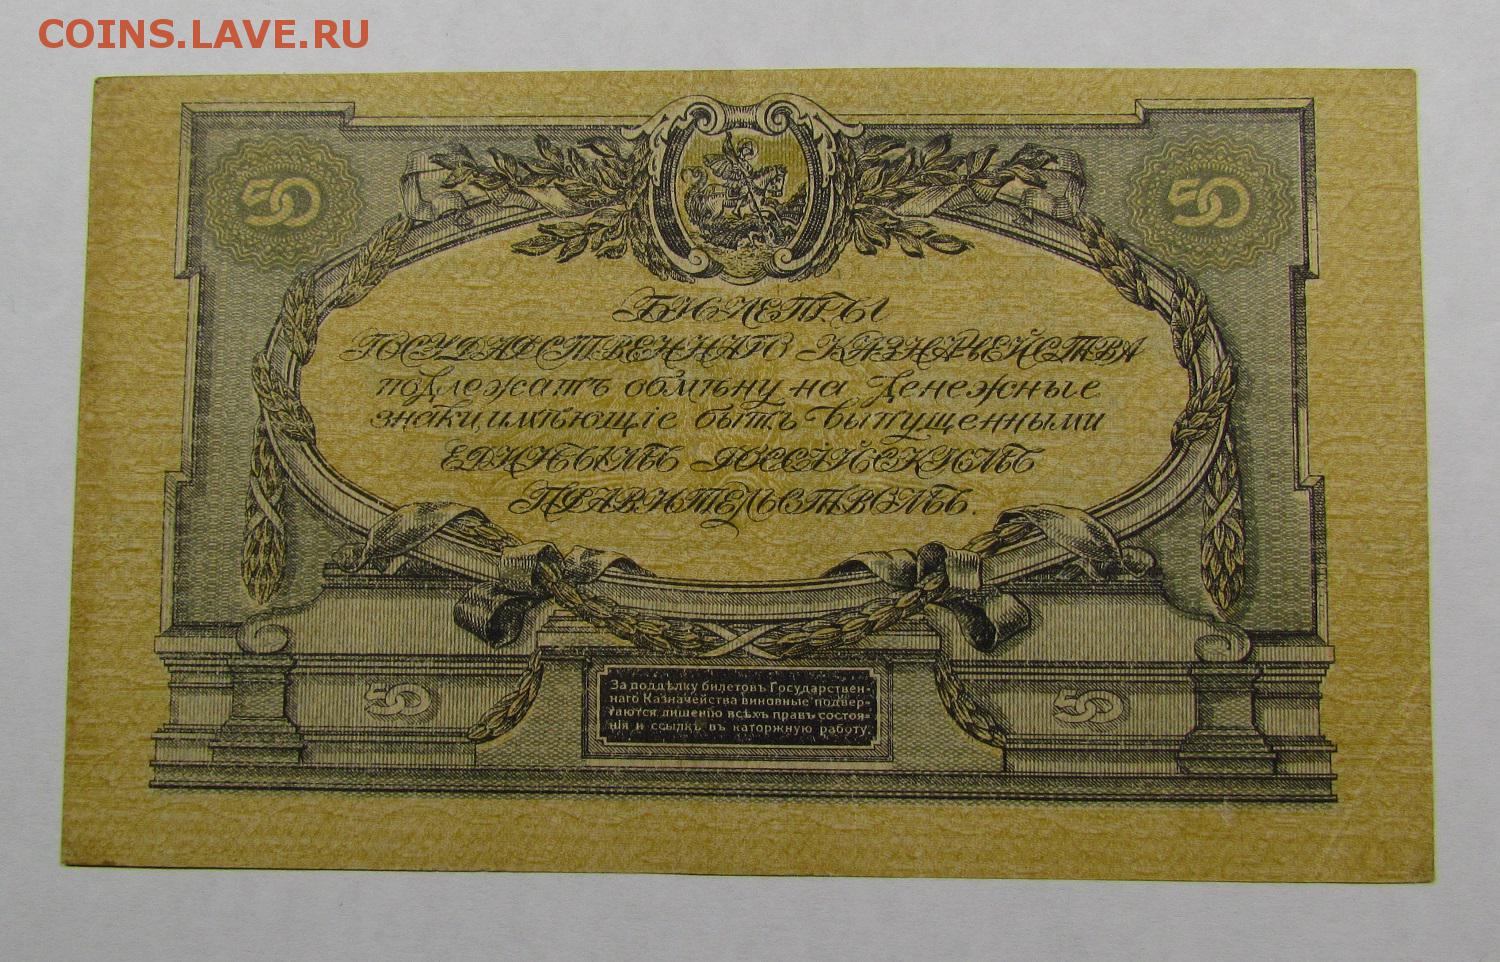 COINS.LAVE.RU
50
50
БИЛЕТЫ
ГОСУДАРСТВЕННАГО КАЗНАЧЕЙСТВА
подлежатъ обмѣну на денежные
знаки, имѣющіе быть выпущенными
ЕДИНЫМЪ РОССІЙСКИМЪ
ПРАВИТЕЛЬСТВОМЪ.
50
За поддѣлку билетовъ Государствен-
наго Казначейства виновные подвер-
гаются лишенію всѣхъ правъ состоя-
нія и ссылкѣ въ каторжную работу.
50